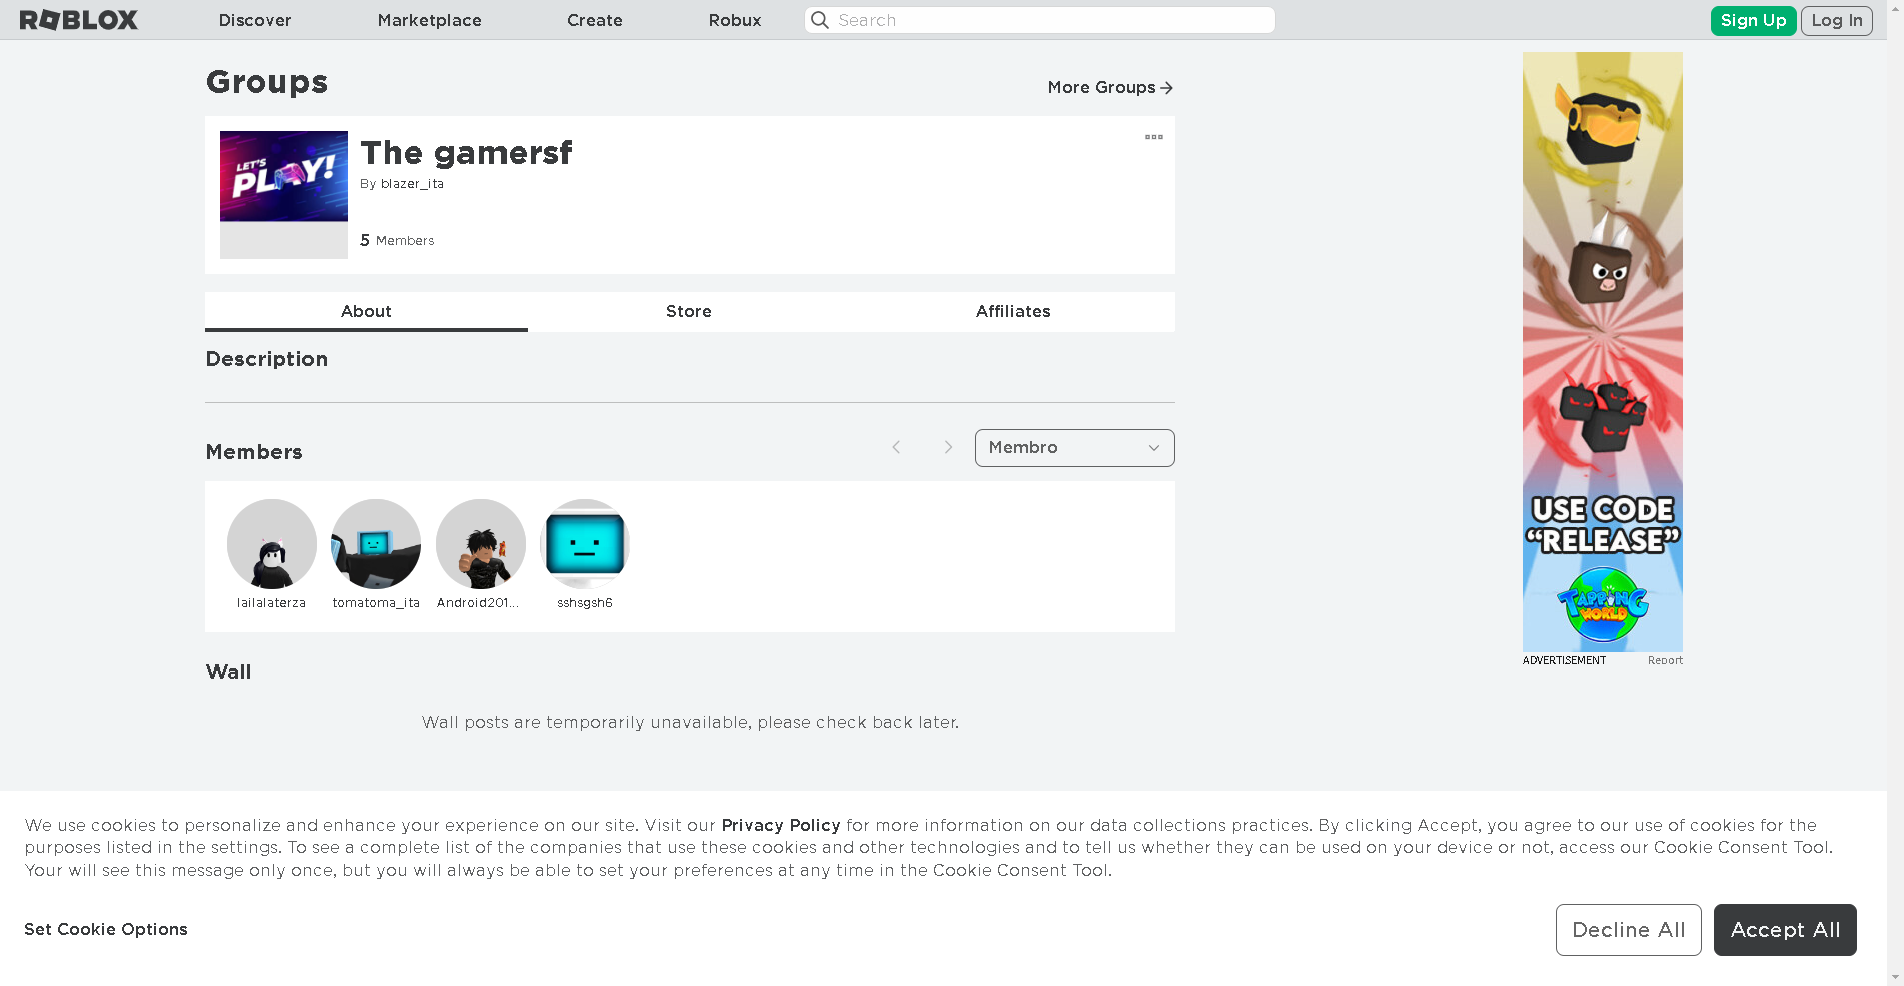 ROBLOX
Discover
Marketplace
Create
Robux
Search
Sign Up
Log In
Groups
More Groups
LET'S
PLAY!
The gamersf
By blazer_ita
5 Members
About
Store
Affiliates
Description
Members
Membro
lailalaterza
tomatoma_ita
Android201...
sshsgsh6
Wall
Wall posts are temporarily unavailable, please check back later.
USE CODE
“RELEASE”
TAPPING
WORLD
ADVERTISEMENT
Report
We use cookies to personalize and enhance your experience on our site. Visit our Privacy Policy for more information on our data collections practices. By clicking Accept, you agree to our use of cookies for the
purposes listed in the settings. To see a complete list of the companies that use these cookies and other technologies and to tell us whether they can be used on your device or not, access our Cookie Consent Tool.
Your will see this message only once, but you will always be able to set your preferences at any time in the Cookie Consent Tool.
Set Cookie Options
Decline All
Accept All